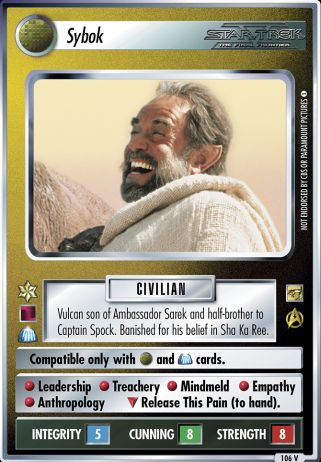 Sybok
STAR TREK V
THE FINAL FRONTIER
NOT ENDORSED BY CBS OR PARAMOUNT PICTURES
CIVILIAN
Vulcan son of Ambassador Sarek and half-brother to
Captain Spock. Banished for his belief in Sha Ka Ree.
Compatible only with and cards.
Leadership Treachery Mindmeld Empathy
Anthropology Release This Pain (to hand).
INTEGRITY 5 CUNNING 8 STRENGTH 8
106 V